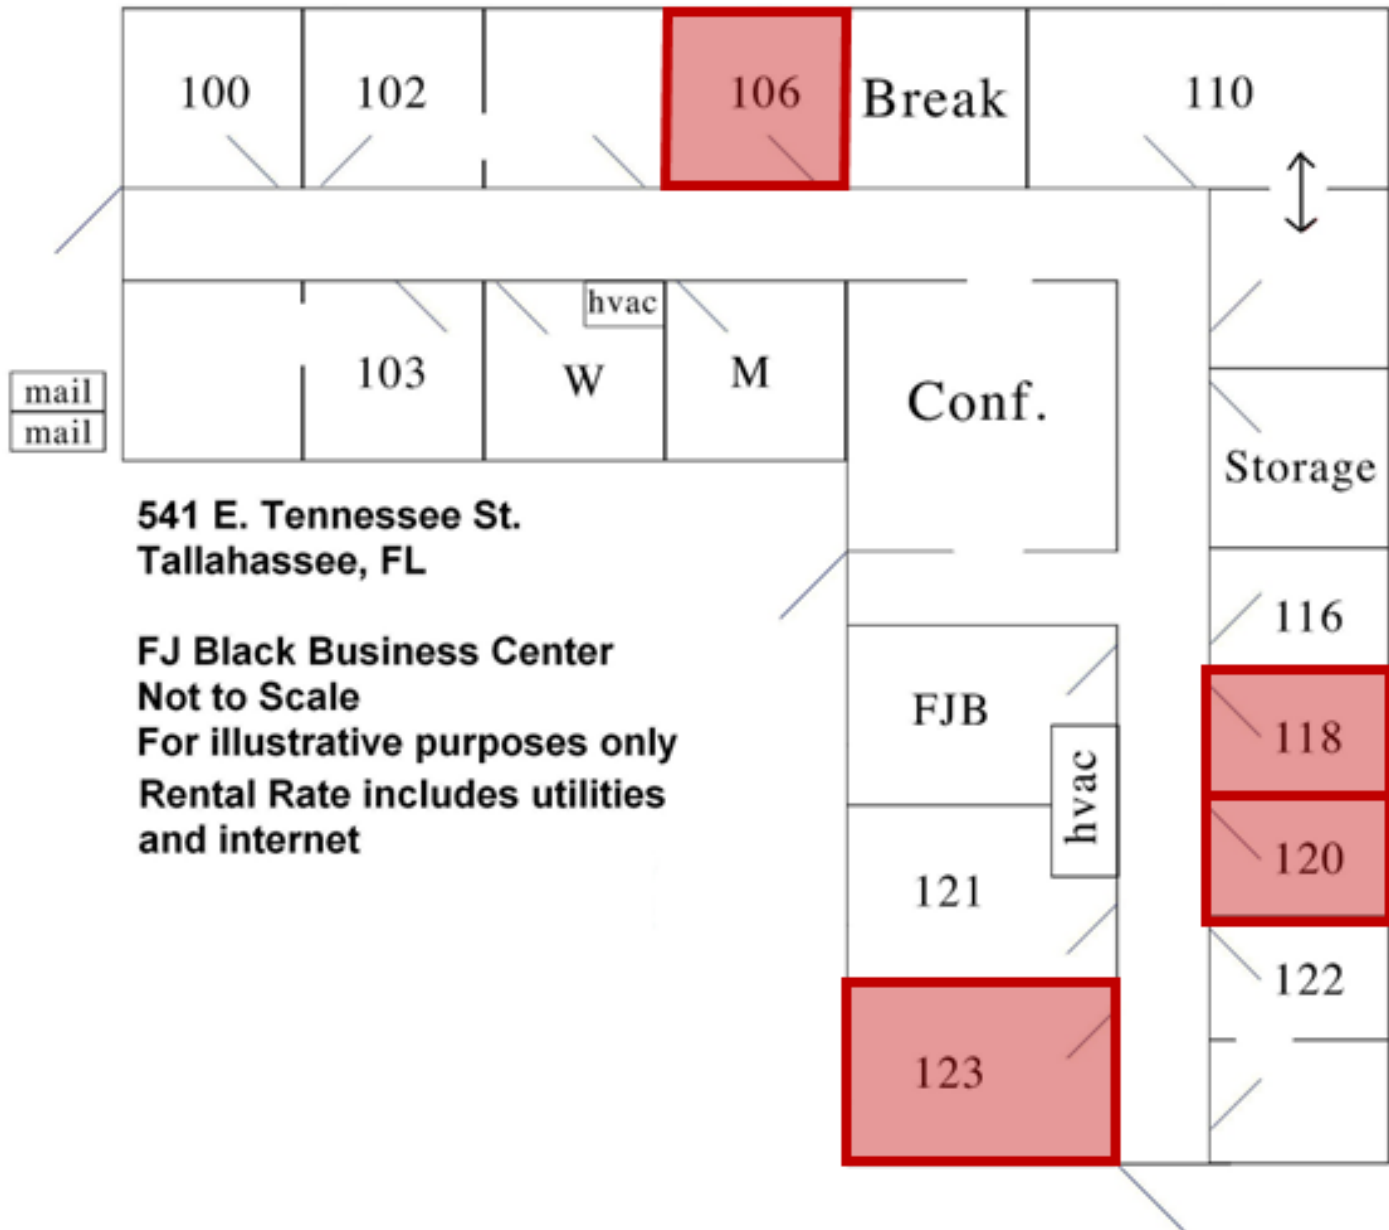 100
102
106
Break
110
hvac
103
W
M
Conf.
mail
mail
Storage
541 E. Tennessee St.
Tallahassee, FL
116
FJ Black Business Center
Not to Scale
For illustrative purposes only
Rental Rate includes utilities
and internet
FJB
118
hvac
120
121
122
123